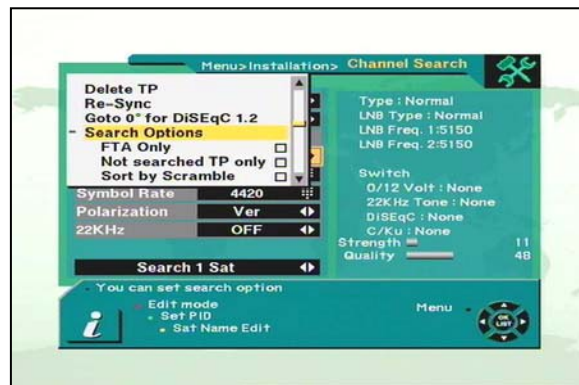 Menu>Installation> Channel Search
Delete TP
Re-Sync
Goto 0° for DiSEqC 1.2
- Search Options
FTA Only
Not searched TP only
Sort by Scramble
Symbol Rate 4420
Polarization Ver
22KHz OFF
Search 1 Sat
Type : Normal
LNB Type : Normal
LNB Freq. 1:5150
LNB Freq. 2:5150
Switch
0/12 Volt : None
22KHz Tone : None
DiSEqC : None
C/Ku : None
Strength 11
Quality 48
You can set search option
Edit mode
Set PID
Sat Name Edit
i
Menu
OK
LIST